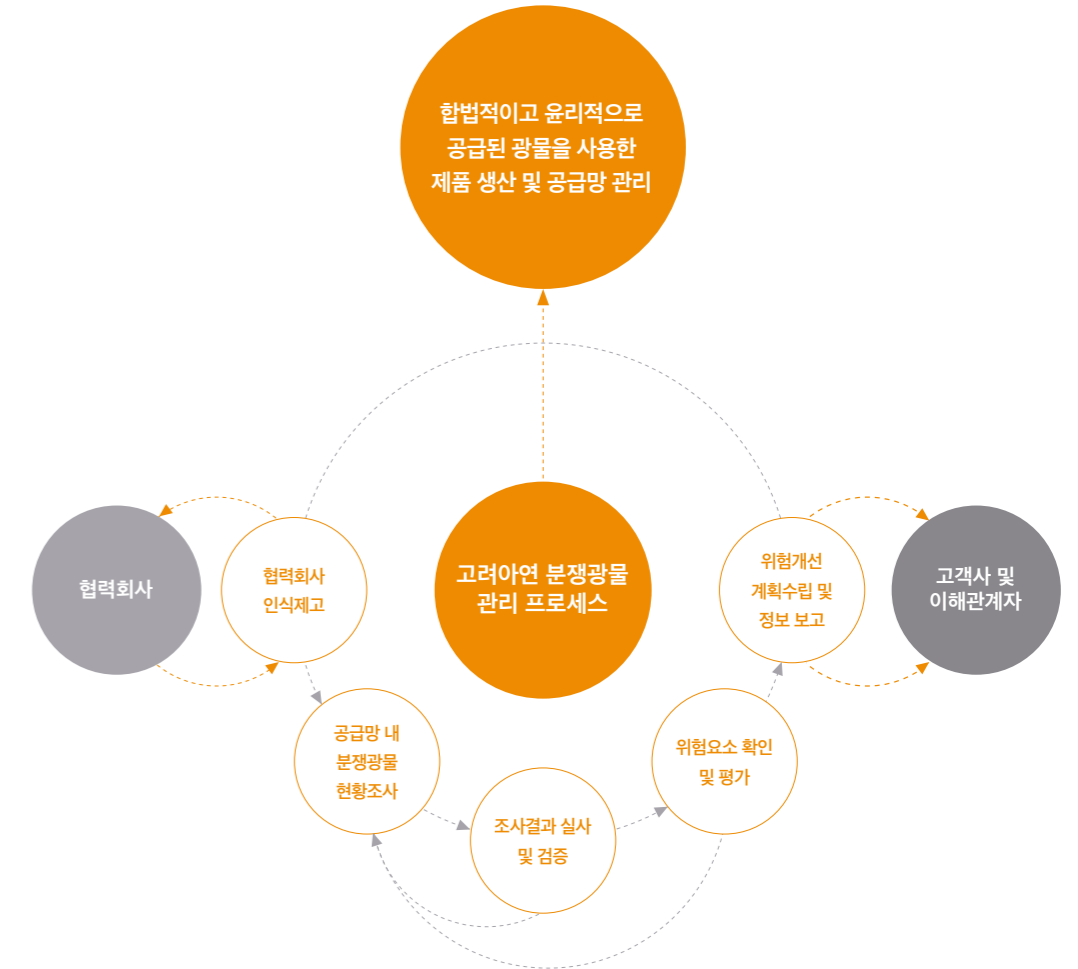 합법적이고 윤리적으로
공급된 광물을 사용한
제품 생산 및 공급망 관리
협력회사
협력회사
인식제고
고려아연 분쟁광물
관리 프로세스
위험개선
계획수립 및
정보 보고
고객사 및
이해관계자
공급망 내
분쟁광물
현황조사
조사결과 실사
및 검증
위험요소 확인
및 평가